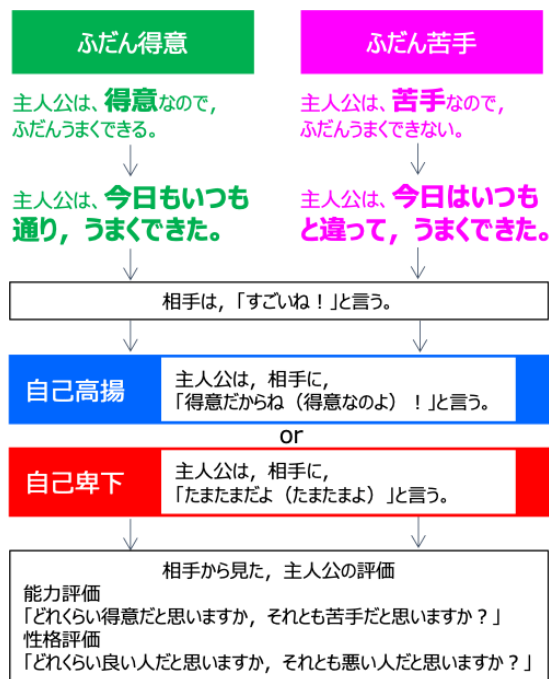 ふだん得意
ふだん苦手
主人公は、得意なので，
ふだんうまくできる。
主人公は、苦手なので，
ふだんうまくできない。
主人公は、今日もいつも
通り，うまくできた。
主人公は、今日はいつも
と違って，うまくできた。
相手は，「すごいね！」と言う。
自己高揚
主人公は，相手に，
「得意だからね（得意なのよ）！」と言う。
or
自己卑下
主人公は，相手に，
「たまたまだよ（たまたまよ）」と言う。
相手から見た，主人公の評価
能力評価
「どれくらい得意だと思いますか，それとも苦手だと思いますか？」
性格評価
「どれくらい良い人だと思いますか，それとも悪い人だと思いますか？」